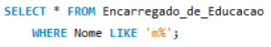 SELECT * FROM Encarregado_de_Educacao
WHERE Nome LIKE 'm%';